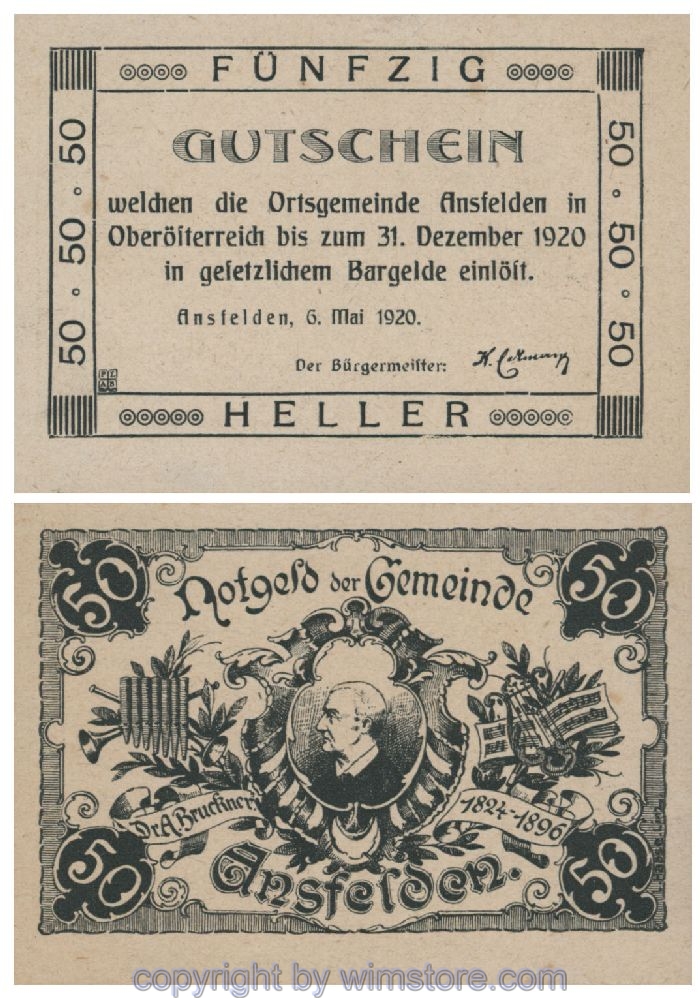 FÜNFZIG
50 ∘ 50 ∘ 50
50 ∘ 50 ∘ 50
GUTSCHEIN
welchen die Ortsgemeinde Ansfelden in
Oberöſterreich bis zum 31. Dezember 1920
in geſetzlichem Bargelde einlöſt.
Ansfelden, 6. Mai 1920.
Der Bürgermeiſter:
HELLER
50
50
Notgeld der Gemeinde
Dr. A. Bruckner
1824-1896
50
50
Ansfelden.
copyright by wimstore.com